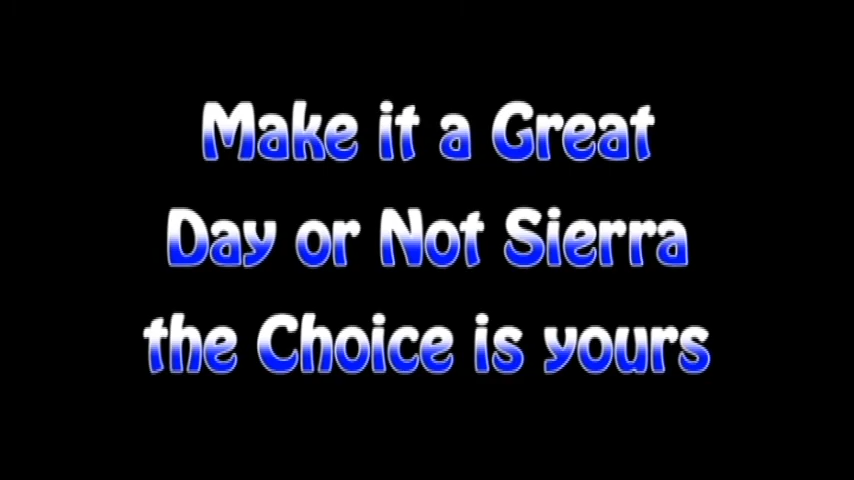 Make it a Great
Day or Not Sierra
the Choice is yours